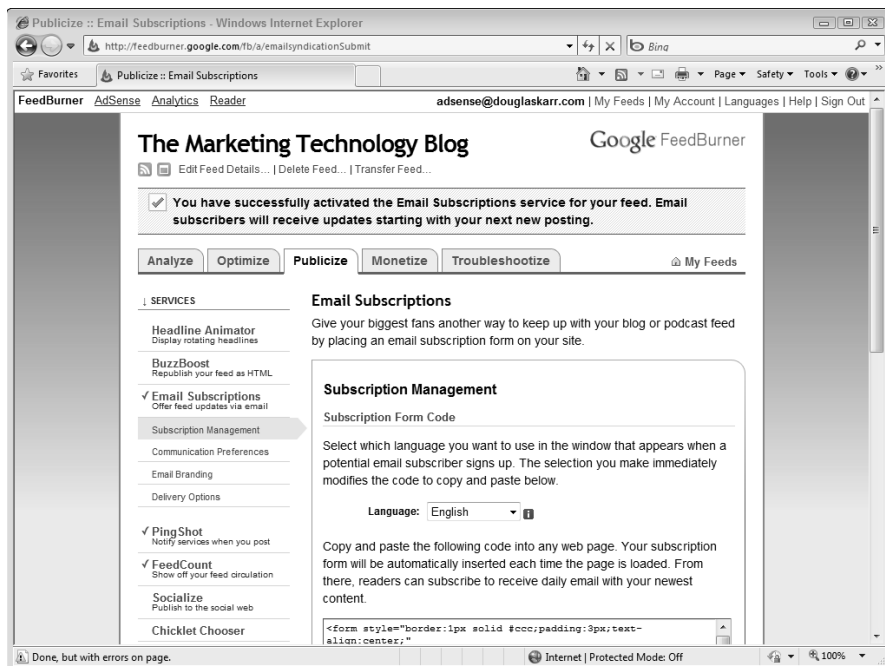 Publicize :: Email Subscriptions - Windows Internet Explorer
http://feedburner.google.com/fb/a/emailsyndicationSubmit
Bing
Favorites
Publicize :: Email Subscriptions
Page
Safety
Tools
FeedBurner AdSense Analytics Reader
adsense@douglaskarr.com | My Feeds | My Account | Languages | Help | Sign Out
The Marketing Technology Blog
Google FeedBurner
Edit Feed Details... | Delete Feed... | Transfer Feed...
You have successfully activated the Email Subscriptions service for your feed. Email
subscribers will receive updates starting with your next new posting.
Analyze
Optimize
Publicize
Monetize
Troubleshootize
My Feeds
↓ SERVICES
Headline Animator
Display rotating headlines
BuzzBoost
Republish your feed as HTML
✓ Email Subscriptions
Offer feed updates via email
Subscription Management
Communication Preferences
Email Branding
Delivery Options
✓ PingShot
Notify services when you post
✓ FeedCount
Show off your feed circulation
Socialize
Publish to the social web
Chicklet Chooser
Email Subscriptions
Give your biggest fans another way to keep up with your blog or podcast feed
by placing an email subscription form on your site.
Subscription Management
Subscription Form Code
Select which language you want to use in the window that appears when a
potential email subscriber signs up. The selection you make immediately
modifies the code to copy and paste below.
Language: English
Copy and paste the following code into any web page. Your subscription
form will be automatically inserted each time the page is loaded. From
there, readers can subscribe to receive daily email with your newest
content.
<form style="border:1px solid #ccc;padding:3px;text-
align:center;"
Done, but with errors on page.
Internet | Protected Mode: Off
100%